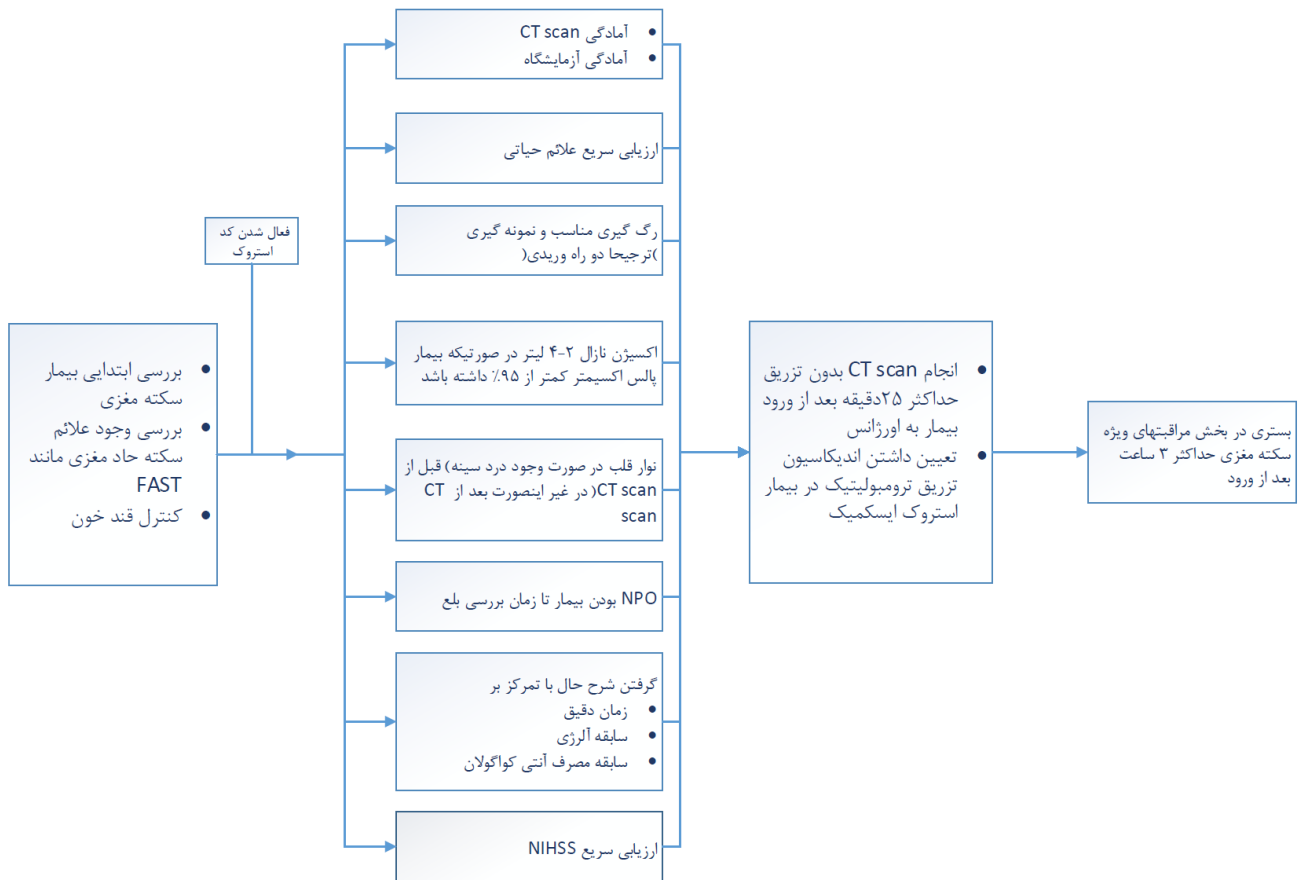 بررسی ابتدایی بیمار
سکته مغزی
بررسی وجود علائم
سکته حاد مغزی مانند
FAST
کنترل قند خون
فعال شدن کد
استروک
آمادگی CT scan
آمادگی آزمایشگاه
ارزیابی سریع علائم حیاتی
رگ گیری مناسب و نمونه گیری
)ترجیحا دو راه وریدی(
اکسیژن نازال ۲-۴ لیتر در صورتیکه بیمار
پالس اکسیمتر کمتر از ۹۵٪ داشته باشد
نوار قلب در صورت وجود درد سینه) قبل از
CT scan( در غیر اینصورت بعد از CT
scan
NPO بودن بیمار تا زمان بررسی بلع
گرفتن شرح حال با تمرکز بر
زمان دقیق
سابقه آلرژی
سابقه مصرف آنتی کواگولان
ارزیابی سریع NIHSS
انجام CT scan بدون تزریق
حداکثر ۲۵دقیقه بعد از ورود
بیمار به اورژانس
تعیین داشتن اندیکاسیون
تزریق ترومبولیتیک در بیمار
استروک ایسکمیک
بستری در بخش مراقبتهای ویژه
سکته مغزی حداکثر ۳ ساعت
بعد از ورود